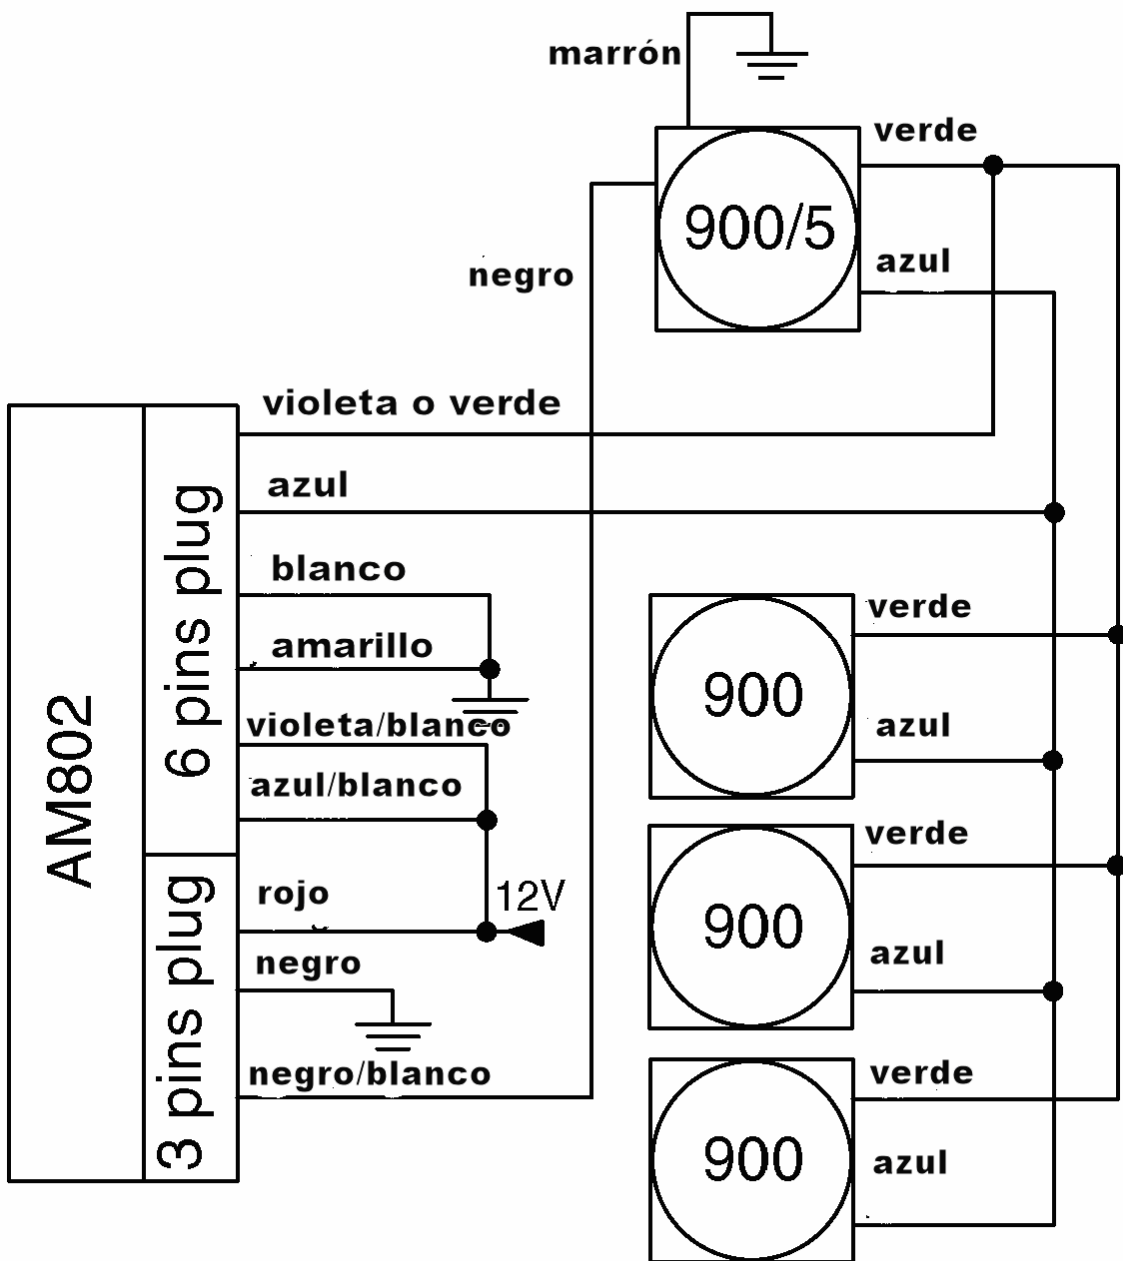 marrón
verde
900/5
azul
negro
violeta o verde
azul
blanco
amarillo
violeta/blanco
azul/blanco
rojo
12V
negro
negro/blanco
AM802
6 pins plug
3 pins plug
verde
900
azul
verde
900
azul
verde
900
azul